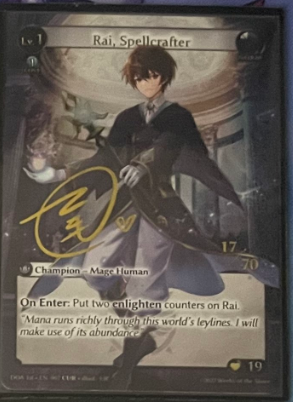 Lv. 1
Rai, Spellcrafter
17
70
Champion – Mage Human
On Enter: Put two enlighten counters on Rai.
"Mana runs richly through this world's leylines. I will
make use of its abundance."
19